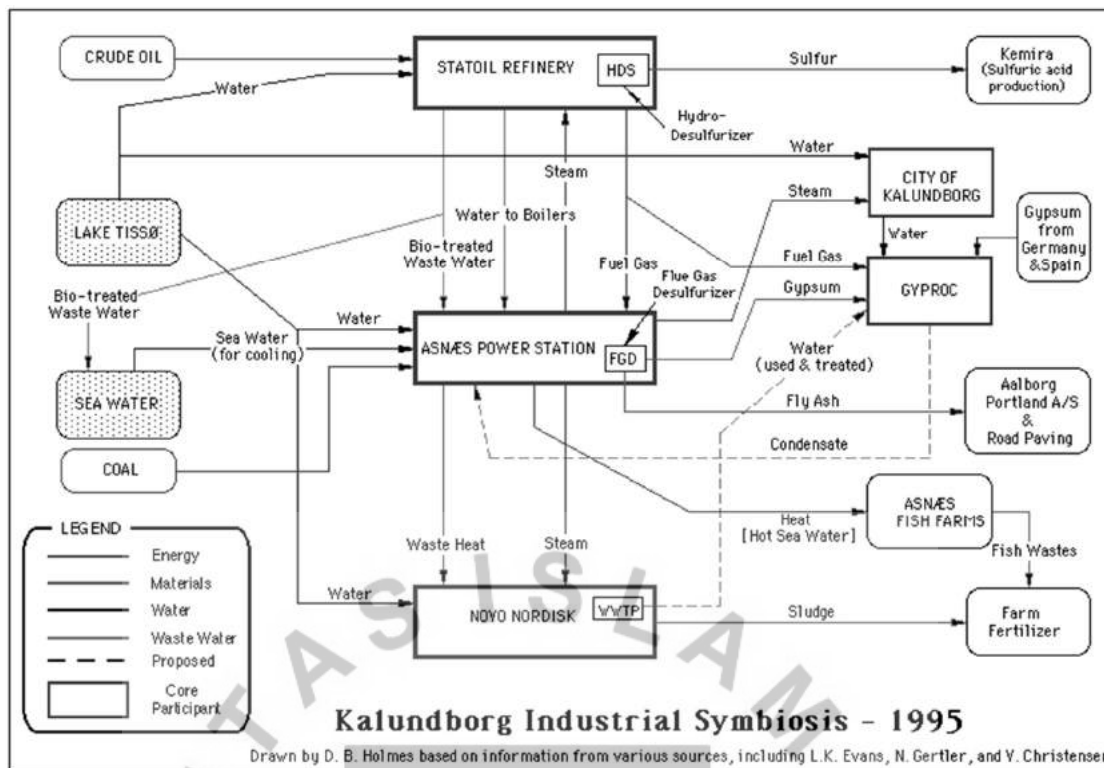 CRUDE OIL
STATOIL REFINERY
HDS
Sulfur
Kemira
(Sulfuric acid
production)
Water
Hydro-
Desulfurizer
Water
Steam
Steam
CITY OF
KALUNDBORG
LAKE TISSØ
Water to Boilers
Bio-treated
Waste Water
Fuel Gas
Flue Gas
Desulfurizer
Water
Fuel Gas
Gypsum
from
Germany
&Spain
Bio-treated
Waste Water
Sea Water
(for cooling)
Water
ASNÆS POWER STATION
FGD
Gypsum
GYPROC
Water
(used & treated)
SEA WATER
Fly Ash
Aalborg
Portland A/S
&
Road Paving
COAL
Condensate
Heat
[Hot Sea Water]
ASNÆS
FISH FARMS
Fish Wastes
LEGEND
Energy
Materials
Water
Waste Water
Proposed
Core
Participant
Waste Heat
Steam
Water
NOVO NORDISK
WWTP
Sludge
Farm
Fertilizer
TAS ISLAM
Kalundborg Industrial Symbiosis - 1995
Drawn by D. B. Holmes based on information from various sources, including L.K. Evans, N. Gertler, and V. Christensen